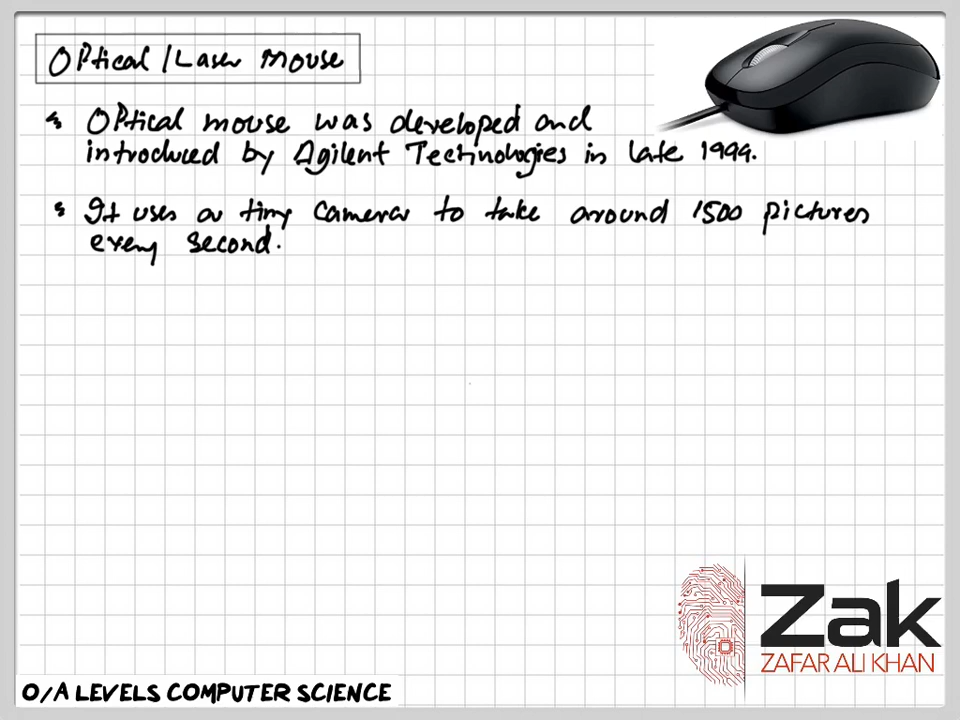 Optical / Laser Mouse
Optical mouse was developed and
introduced by Agilent Technologies in late 1999.
It uses a tiny camera to take around 1500 pictures
every second.
Zak
ZAFAR ALI KHAN
O/A LEVELS COMPUTER SCIENCE